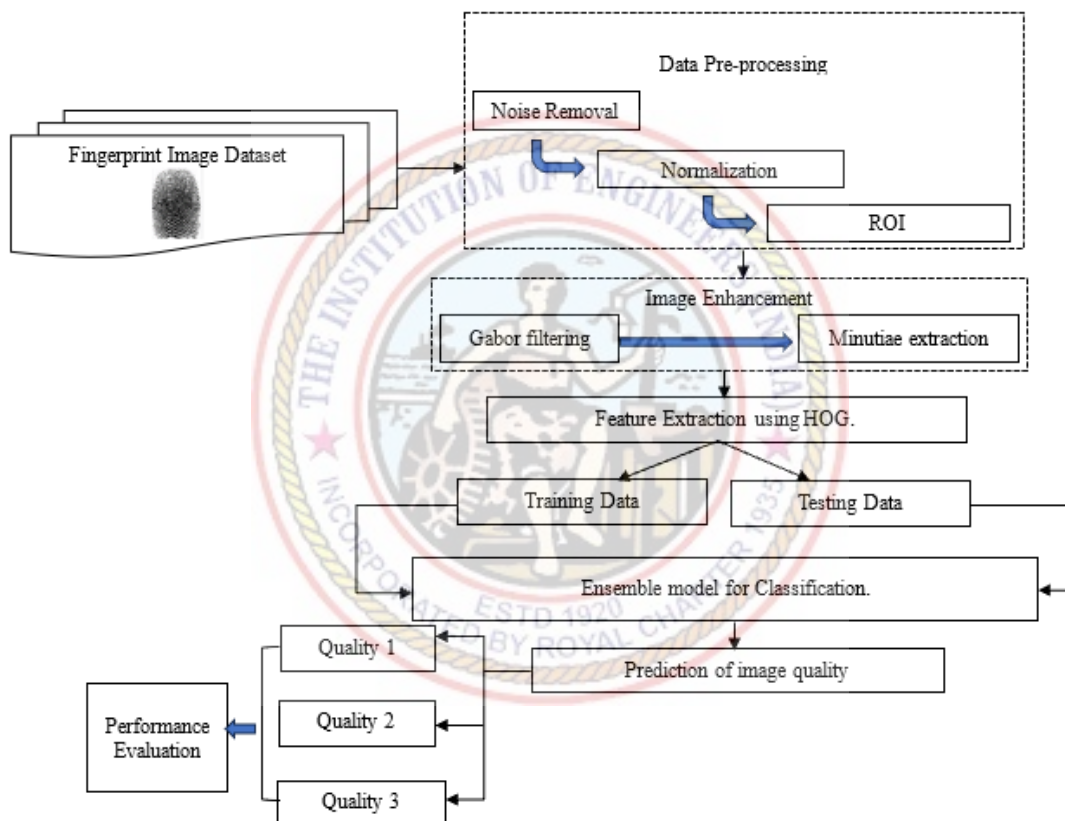 Data Pre-processing
Noise Removal
Fingerprint Image Dataset
Normalization
ROI
Image Enhancement
Gabor filtering
Minutiae extraction
Feature Extraction using HOG.
Training Data
Testing Data
Ensemble model for Classification.
Quality 1
Prediction of image quality
Quality 2
Performance
Evaluation
Quality 3
THE INSTITUTION OF ENGINEERS (INDIA)
INCORPORATED BY ROYAL CHARTER 1935
ESTD 1920